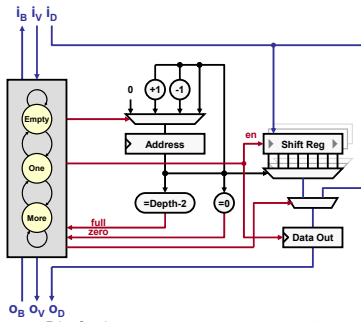 iB iV iD
0 +1 -1
Empty
en
Address
Shift Reg
One
=Depth-2 =0
More
full
zero
Data Out
oB oV oD